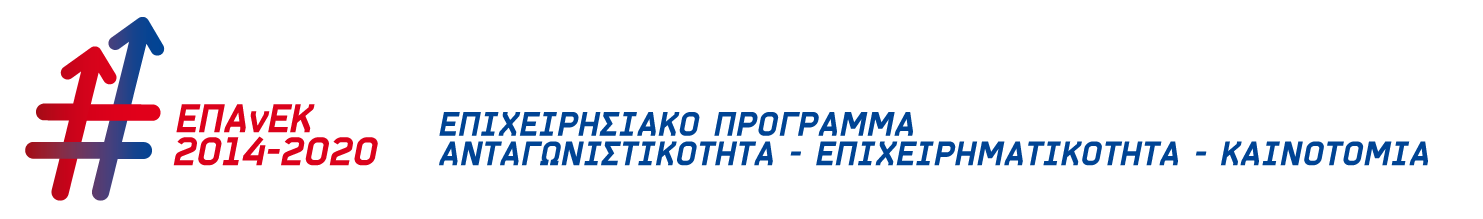 ΕΠΑνΕΚ
2014-2020
ΕΠΙΧΕΙΡΗΣΙΑΚΟ ΠΡΟΓΡΑΜΜΑ
ΑΝΤΑΓΩΝΙΣΤΙΚΟΤΗΤΑ - ΕΠΙΧΕΙΡΗΜΑΤΙΚΟΤΗΤΑ - ΚΑΙΝΟΤΟΜΙΑ